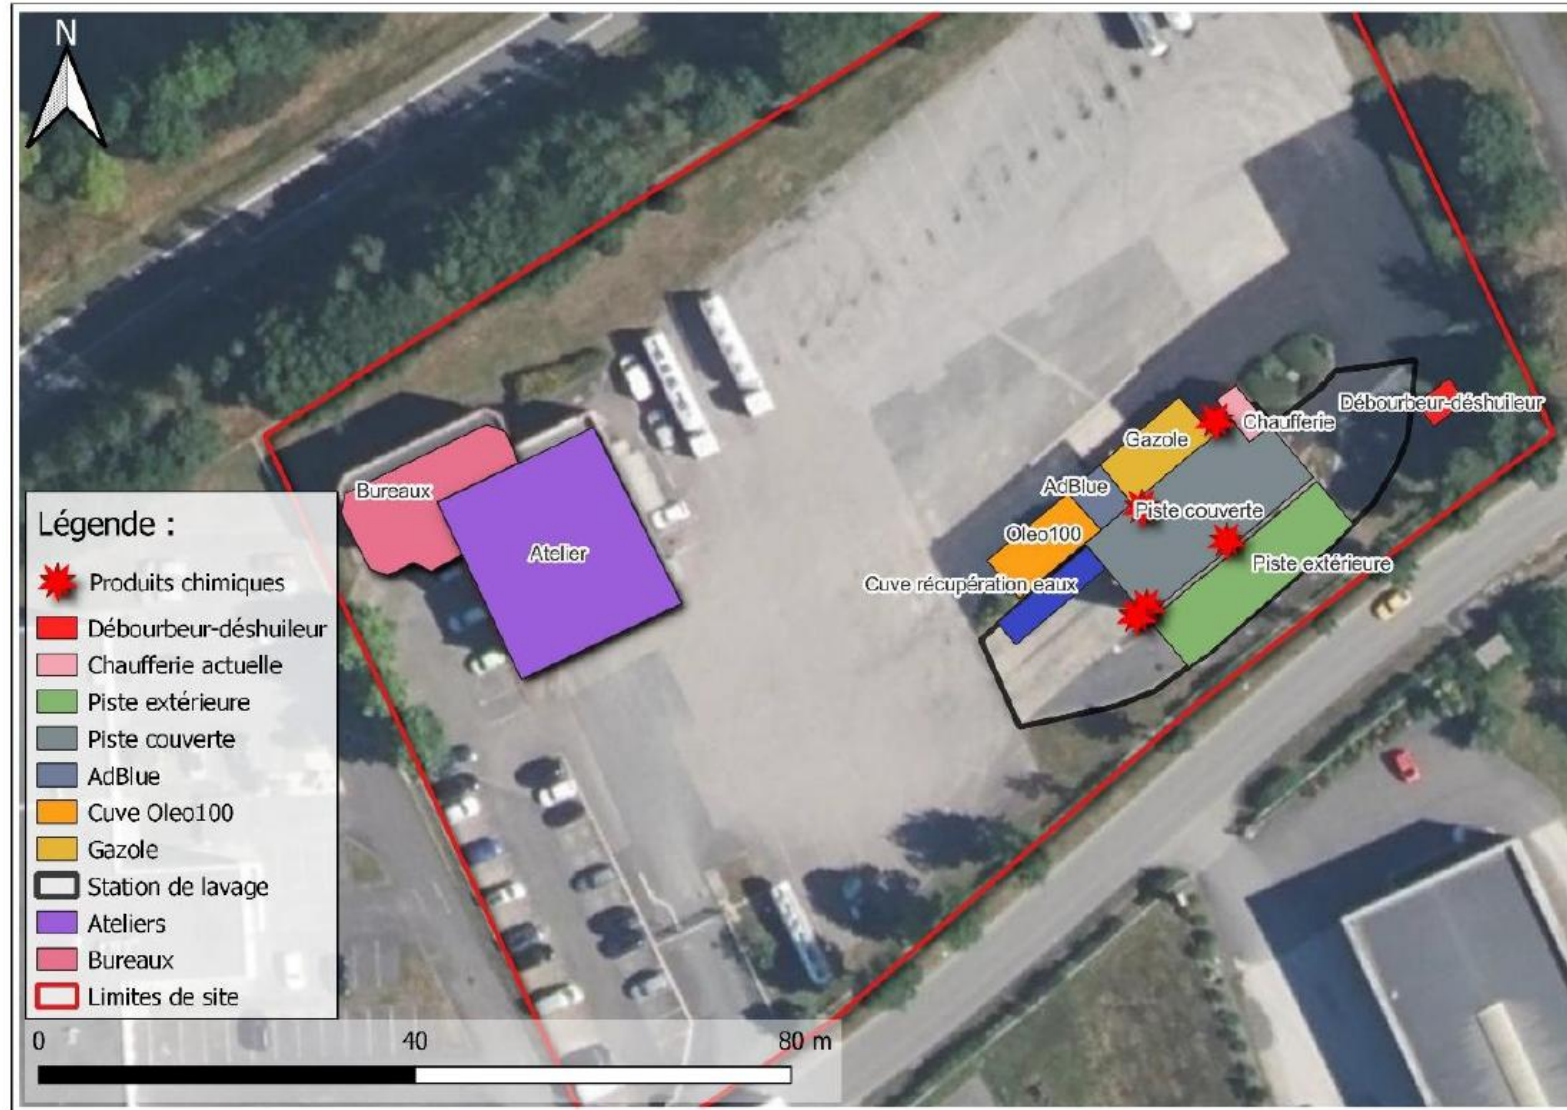 N
Débourbeur-déshuileur
Chaufferie
Gazole
AdBlue
Piste couverte
Oleo100
Piste extérieure
Cuve récupération eaux
Bureaux
Atelier
Légende :
Produits chimiques
Débourbeur-déshuileur
Chaufferie actuelle
Piste extérieure
Piste couverte
AdBlue
Cuve Oleo100
Gazole
Station de lavage
Ateliers
Bureaux
Limites de site
0 40 80 m